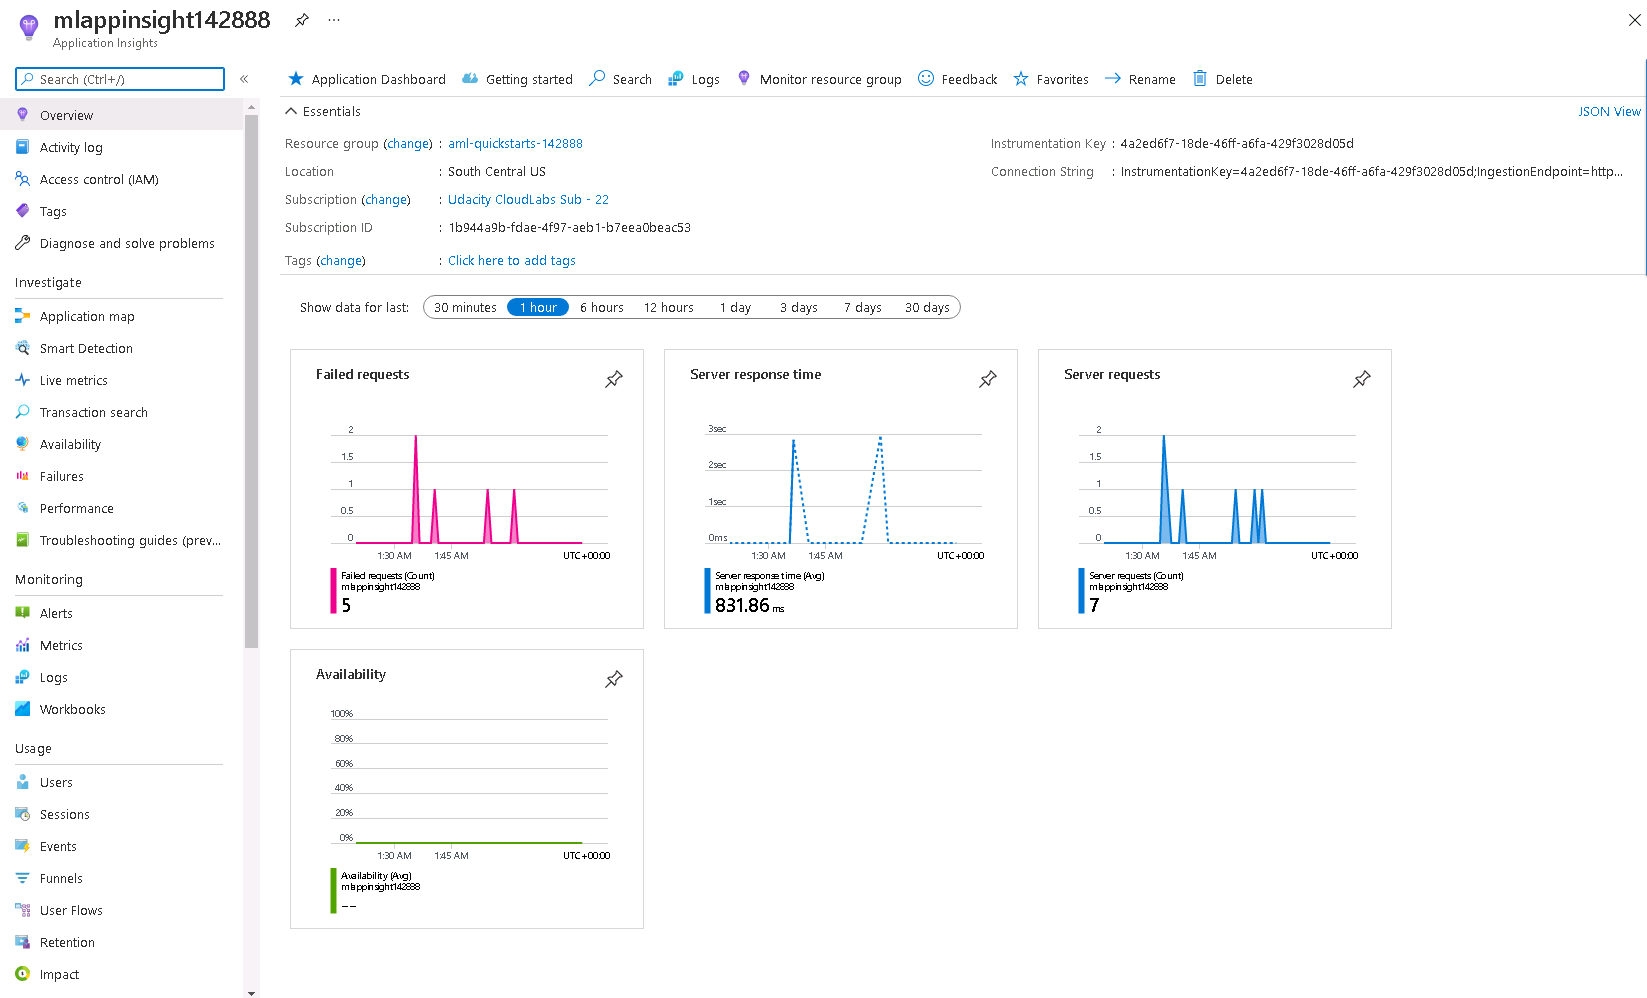 mlappinsight142888
Application Insights
Search (Ctrl+/)
Overview
Activity log
Access control (IAM)
Tags
Diagnose and solve problems
Investigate
Application map
Smart Detection
Live metrics
Transaction search
Availability
Failures
Performance
Troubleshooting guides (prev...
Monitoring
Alerts
Metrics
Logs
Workbooks
Usage
Users
Sessions
Events
Funnels
User Flows
Retention
Impact
Application Dashboard Getting started Search Logs Monitor resource group Feedback Favorites Rename Delete
Essentials
JSON View
Resource group (change) : aml-quickstarts-142888
Location : South Central US
Subscription (change) : Udacity CloudLabs Sub - 22
Subscription ID : 1b944a9b-fdae-4f97-aeb1-b7eea0beac53
Tags (change) : Click here to add tags
Instrumentation Key : 4a2ed6f7-18de-46ff-a6fa-429f3028d05d
Connection String : InstrumentationKey=4a2ed6f7-18de-46ff-a6fa-429f3028d05d;IngestionEndpoint=http...
Show data for last: 30 minutes 1 hour 6 hours 12 hours 1 day 3 days 7 days 30 days
Failed requests
2
1.5
1
0.5
0
1:30 AM 1:45 AM UTC+00:00
Failed requests (Count)
mlappinsight142888
5
Server response time
3sec
2sec
1sec
0ms
1:30 AM 1:45 AM UTC+00:00
Server response time (Avg)
mlappinsight142888
831.86 ms
Server requests
2
1.5
1
0.5
0
1:30 AM 1:45 AM UTC+00:00
Server requests (Count)
mlappinsight142888
7
Availability
100%
80%
60%
40%
20%
0%
1:30 AM 1:45 AM UTC+00:00
Availability (Avg)
mlappinsight142888
--